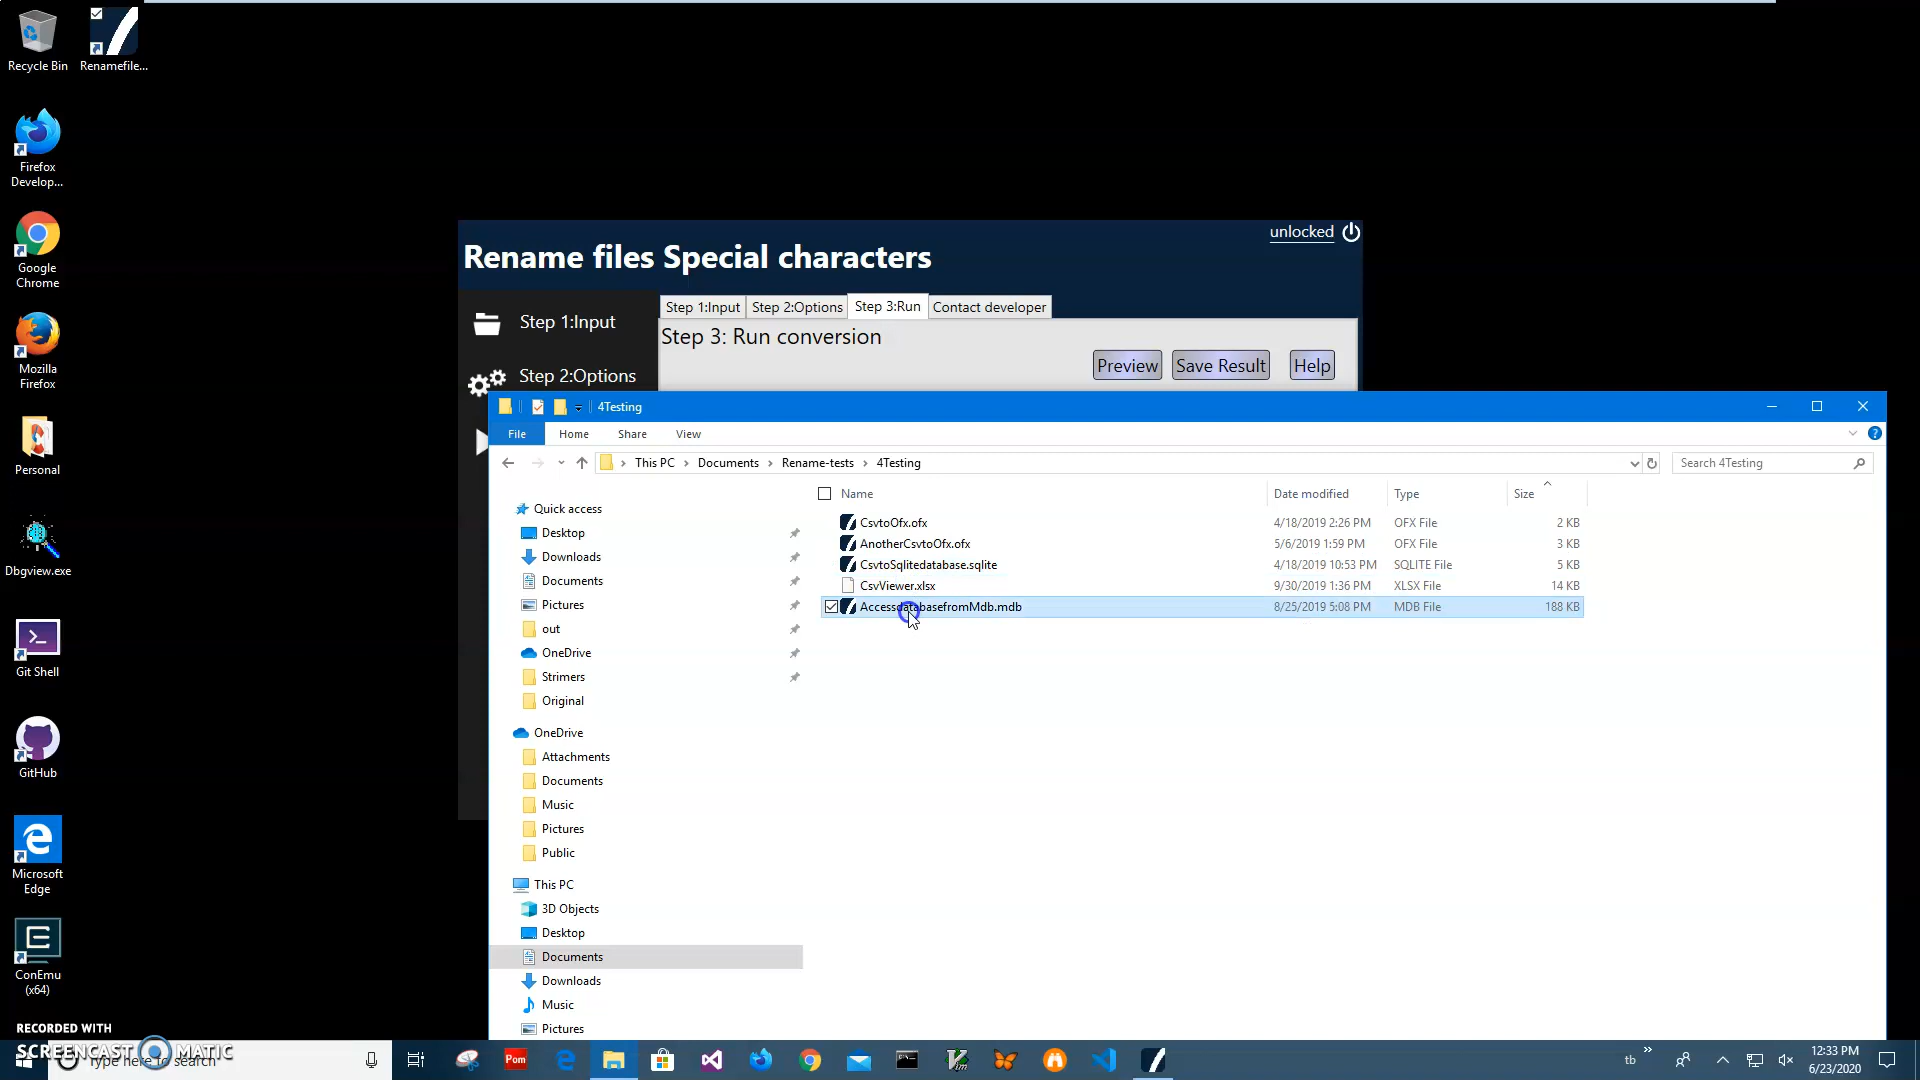 Recycle Bin
Renamefile...
Firefox
Develop...
Google
Chrome
Mozilla
Firefox
Personal
Dbgview.exe
Git Shell
GitHub
Microsoft
Edge
ConEmu
(x64)
unlocked
Rename files Special characters
Step 1:Input
Step 2:Options
Step 1:Input
Step 2:Options
Step 3:Run
Contact developer
Step 3: Run conversion
Preview
Save Result
Help
4Testing
File
Home
Share
View
This PC
Documents
Rename-tests
4Testing
Search 4Testing
Quick access
Desktop
Downloads
Documents
Pictures
out
OneDrive
Strimers
Original
OneDrive
Attachments
Documents
Music
Pictures
Public
This PC
3D Objects
Desktop
Documents
Downloads
Music
Pictures
Name Date modified Type Size
CsvtoOfx.ofx 4/18/2019 2:26 PM OFX File 2 KB
AnotherCsvtoOfx.ofx 5/6/2019 1:59 PM OFX File 3 KB
CsvtoSqlitedatabase.sqlite 4/18/2019 10:53 PM SQLITE File 5 KB
CsvViewer.xlsx 9/30/2019 1:36 PM XLSX File 14 KB
AccessdatabasefromMdb.mdb 8/25/2019 5:08 PM MDB File 188 KB
RECORDED WITH
SCREENCAST MATIC
Type here to search
Pom
tb
12:33 PM
6/23/2020